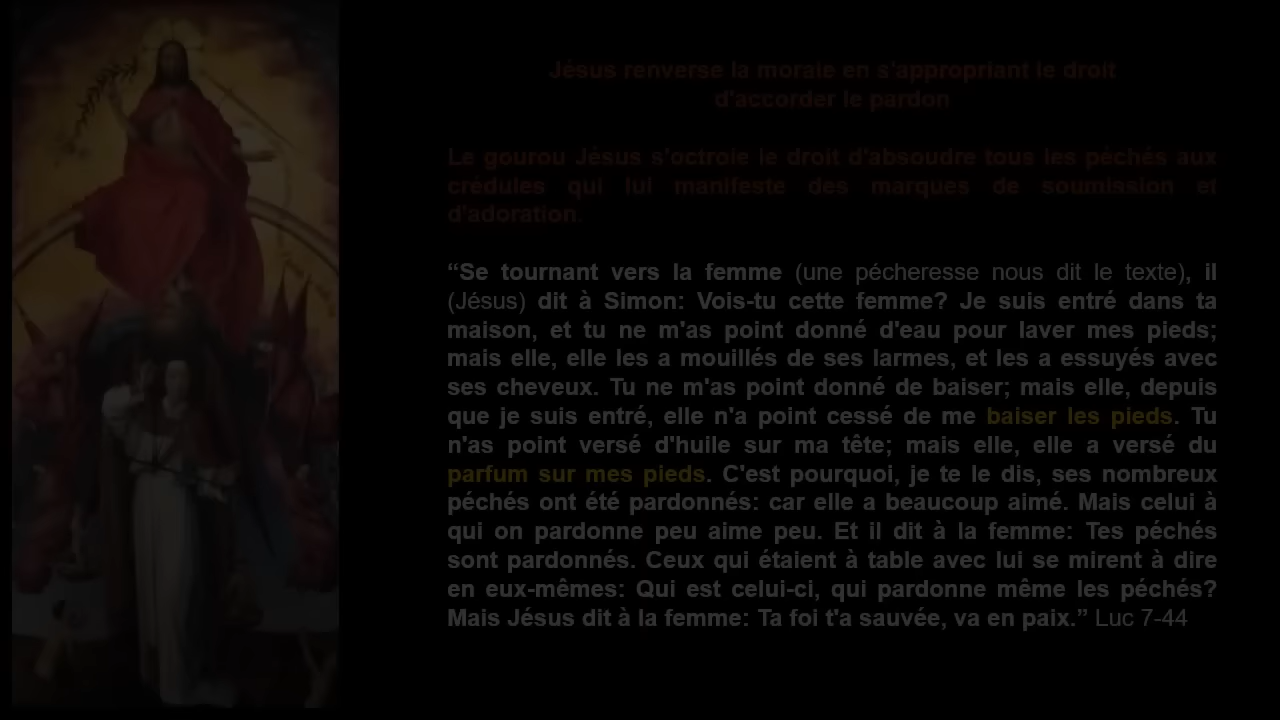 Jésus renverse la morale en s'appropriant le droit
d'accorder le pardon
Le gourou Jésus s'octroie le droit d'absoudre tous les péchés aux
crédules qui lui manifeste des marques de soumission et
d'adoration.
“Se tournant vers la femme (une pécheresse nous dit le texte), il
(Jésus) dit à Simon: Vois-tu cette femme? Je suis entré dans ta
maison, et tu ne m'as point donné d'eau pour laver mes pieds;
mais elle, elle les a mouillés de ses larmes, et les a essuyés avec
ses cheveux. Tu ne m'as point donné de baiser; mais elle, depuis
que je suis entré, elle n'a point cessé de me baiser les pieds. Tu
n'as point versé d'huile sur ma tête; mais elle, elle a versé du
parfum sur mes pieds. C'est pourquoi, je te le dis, ses nombreux
péchés ont été pardonnés: car elle a beaucoup aimé. Mais celui à
qui on pardonne peu aime peu. Et il dit à la femme: Tes péchés
sont pardonnés. Ceux qui étaient à table avec lui se mirent à dire
en eux-mêmes: Qui est celui-ci, qui pardonne même les péchés?
Mais Jésus dit à la femme: Ta foi t'a sauvée, va en paix.” Luc 7-44